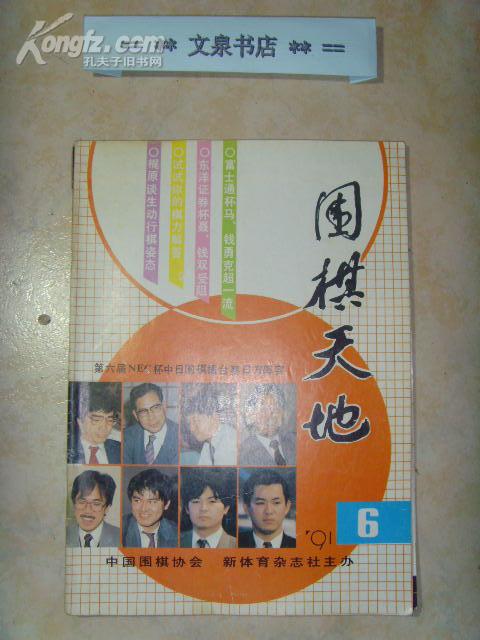 Kongfz.com
孔夫子旧书网
== ** 文泉书店 ** ==
○富士通杯马、钱勇克超一流
○东洋证券杯聂、钱双受阻
○试试你的棋力如何
○梶原谈生动行棋姿态
围棋天地
第六届NEC杯中日围棋擂台赛日方阵容
'91
6
中国围棋协会 新体育杂志社主办